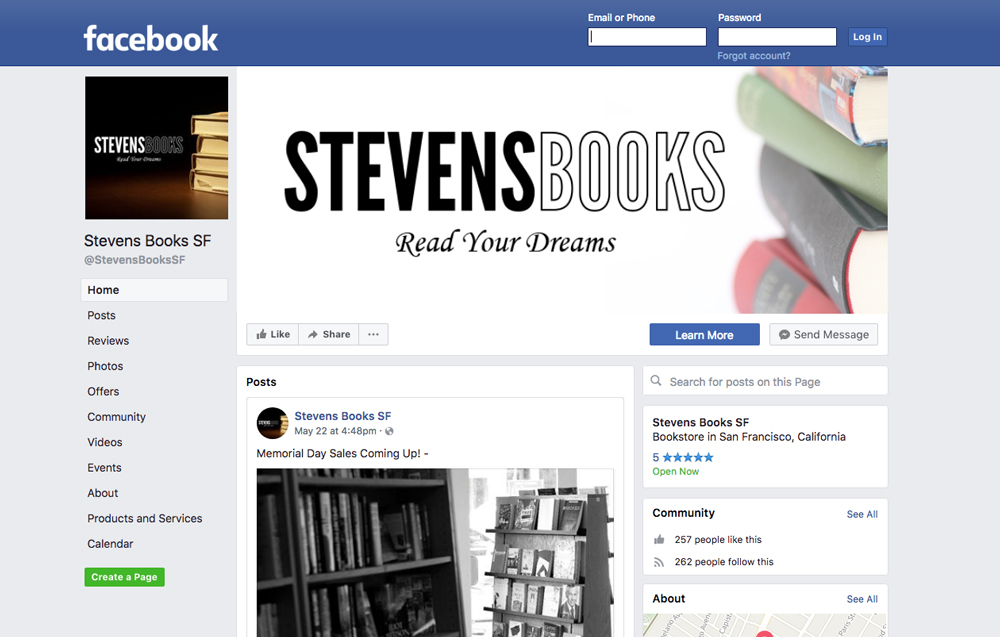 facebook
Email or Phone
Password
Log In
Forgot account?
STEVENSBOOKS
Read Your Dreams
Stevens Books SF
@StevensBooksSF
Home
Posts
Reviews
Photos
Offers
Community
Videos
Events
About
Products and Services
Calendar
Create a Page
STEVENSBOOKS
Read Your Dreams
Like
Share
Learn More
Send Message
Posts
Stevens Books SF
May 22 at 4:48pm ·
Memorial Day Sales Coming Up! -
Search for posts on this Page
Stevens Books SF
Bookstore in San Francisco, California
5
Open Now
Community
See All
257 people like this
262 people follow this
About
See All